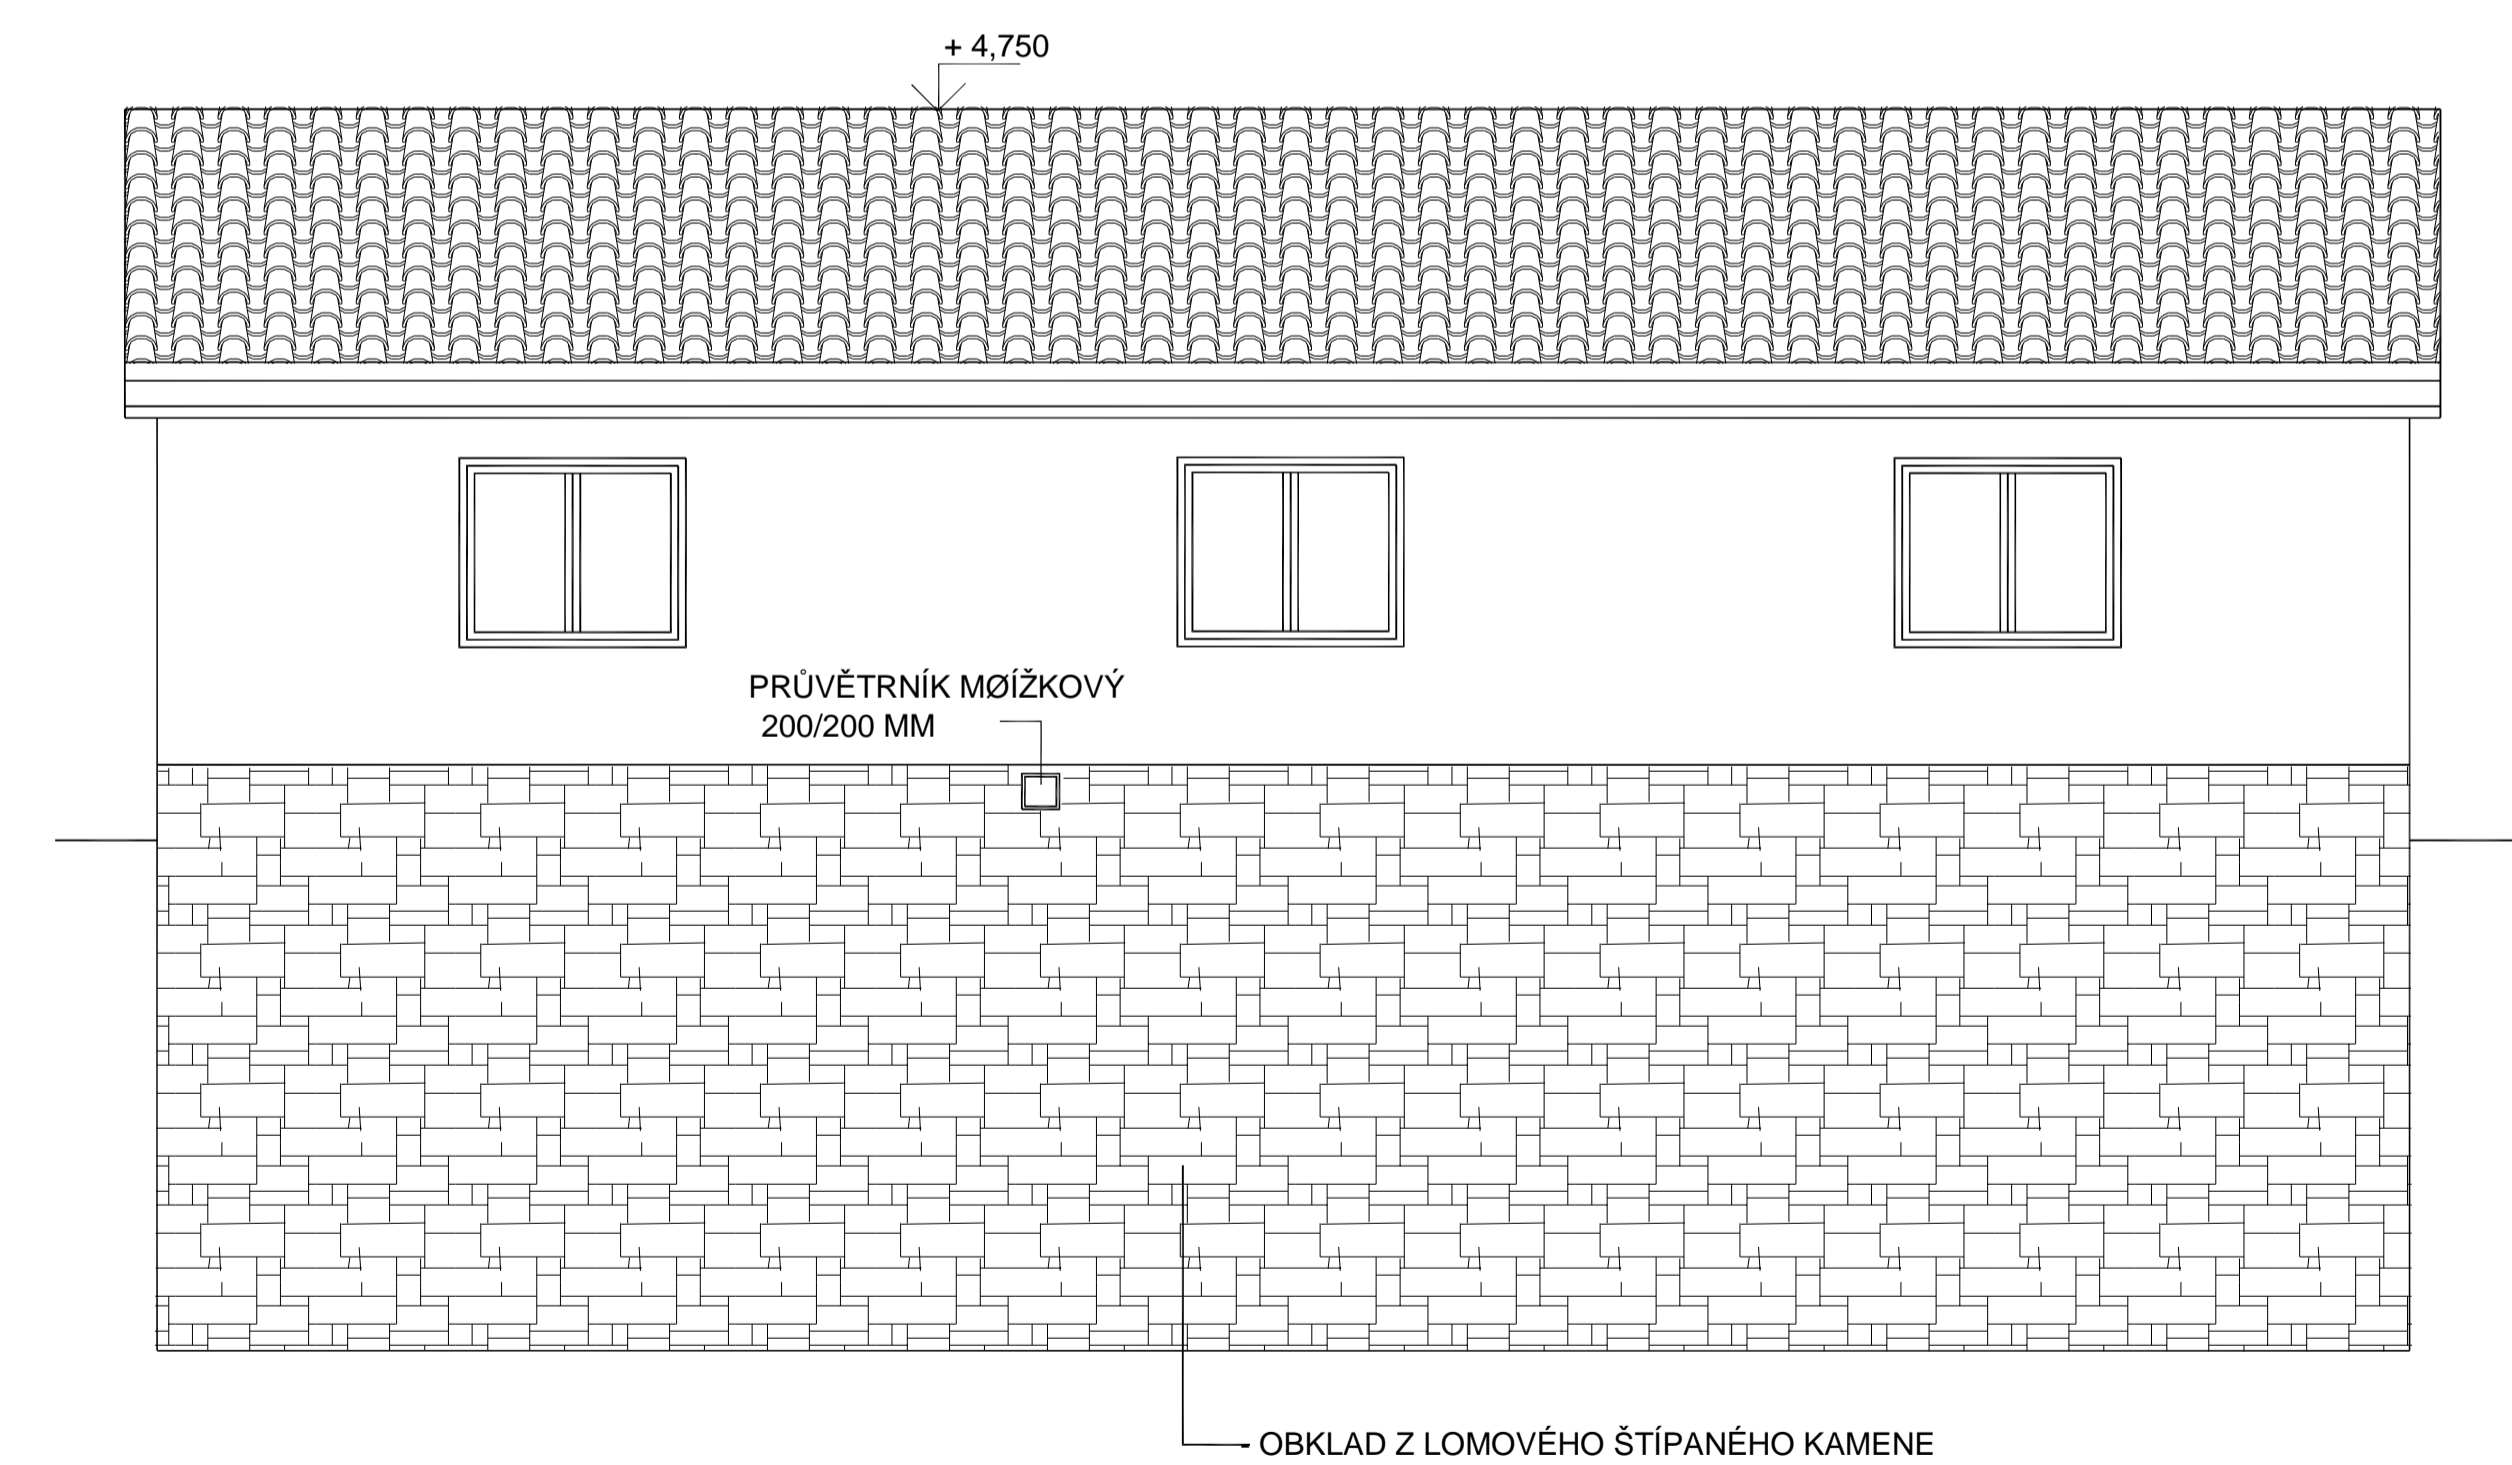 + 4,750
PRŮVĚTRNÍK MØÍŽKOVÝ
200/200 MM
OBKLAD Z LOMOVÉHO ŠTÍPANÉHO KAMENE